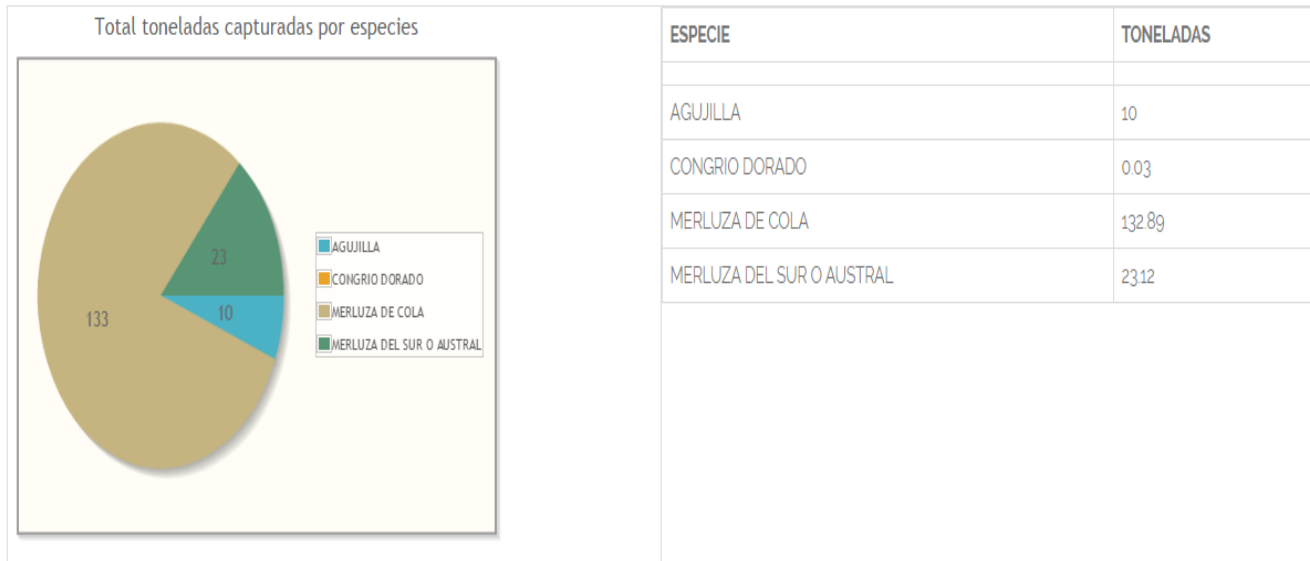 Total toneladas capturadas por especies
23
10
133
AGUJILLA
CONGRIO DORADO
MERLUZA DE COLA
MERLUZA DEL SUR O AUSTRAL
ESPECIE TONELADAS
AGUJILLA 10
CONGRIO DORADO 0.03
MERLUZA DE COLA 132.89
MERLUZA DEL SUR O AUSTRAL 23.12